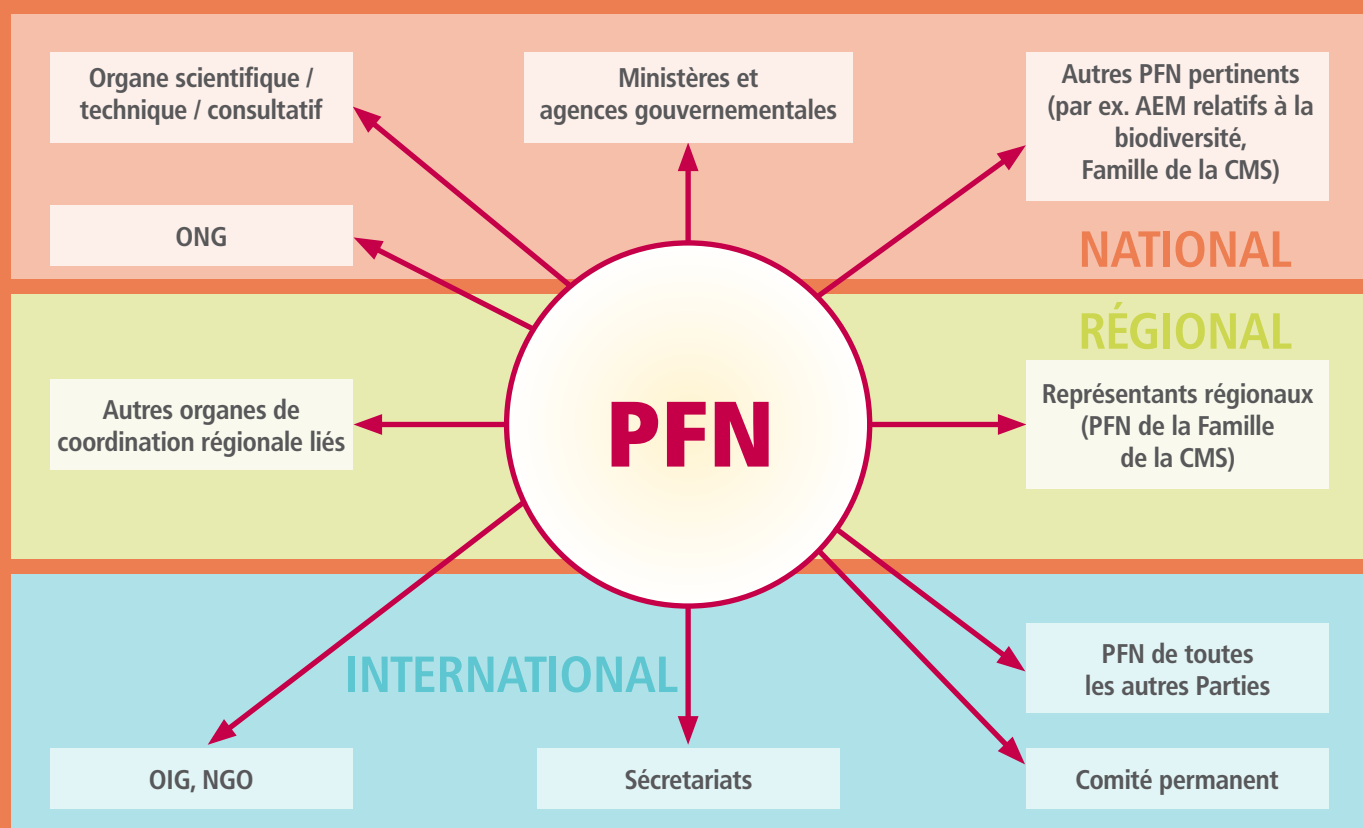 Organe scientifique /
technique / consultatif
Ministères et
agences gouvernementales
Autres PFN pertinents
(par ex. AEM relatifs à la
biodiversité,
Famille de la CMS)
ONG
NATIONAL
RÉGIONAL
Autres organes de
coordination régionale liés
PFN
Représentants régionaux
(PFN de la Famille
de la CMS)
INTERNATIONAL
PFN de toutes
les autres Parties
OIG, NGO
Sécretariats
Comité permanent